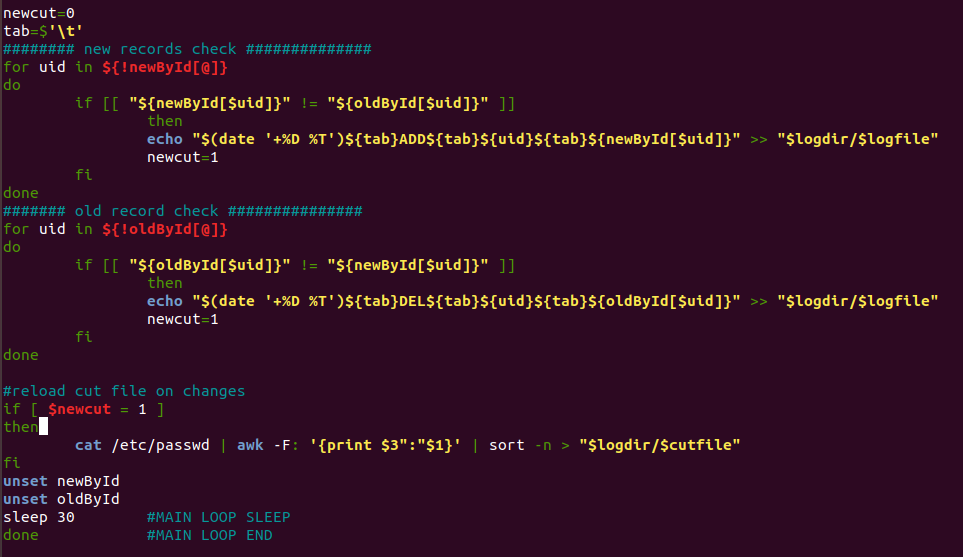 newcut=0
tab=$'\t'
######## new records check ##############
for uid in ${!newById[@]}
do
        if [[ "${newById[$uid]}" != "${oldById[$uid]}" ]]
                then
                echo "$(date '+%D %T')${tab}ADD${tab}${uid}${tab}${newById[$uid]}" >> "$logdir/$logfile"
                newcut=1
        fi
done
####### old record check ###############
for uid in ${!oldById[@]}
do
        if [[ "${oldById[$uid]}" != "${newById[$uid]}" ]]
                then
                echo "$(date '+%D %T')${tab}DEL${tab}${uid}${tab}${oldById[$uid]}" >> "$logdir/$logfile"
                newcut=1
        fi
done

#reload cut file on changes
if [ $newcut = 1 ]
then
        cat /etc/passwd | awk -F: '{print $3":"$1}' | sort -n > "$logdir/$cutfile"
fi
unset newById
unset oldById
sleep 30        #MAIN LOOP SLEEP
done            #MAIN LOOP END